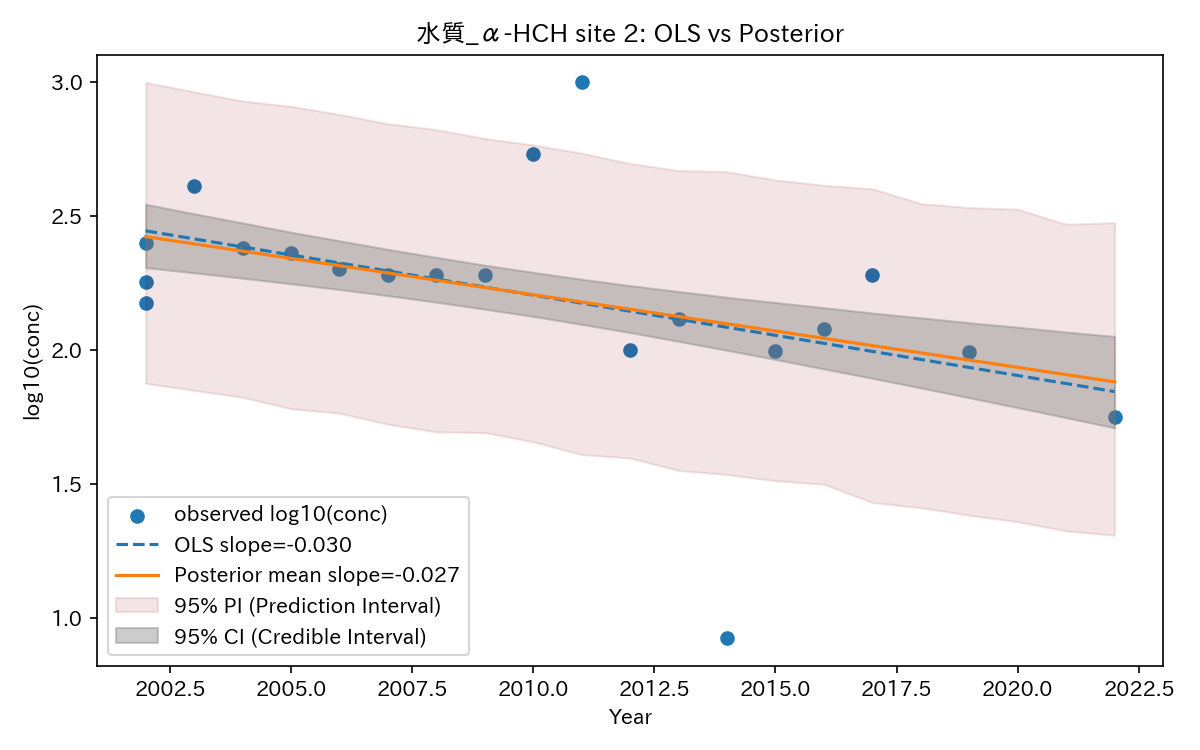 水質_α-HCH site 2: OLS vs Posterior
3.0
2.5
2.0
1.5
1.0
log10(conc)
observed log10(conc)
OLS slope=-0.030
Posterior mean slope=-0.027
95% PI (Prediction Interval)
95% CI (Credible Interval)
2002.5 2005.0 2007.5 2010.0 2012.5 2015.0 2017.5 2020.0 2022.5
Year